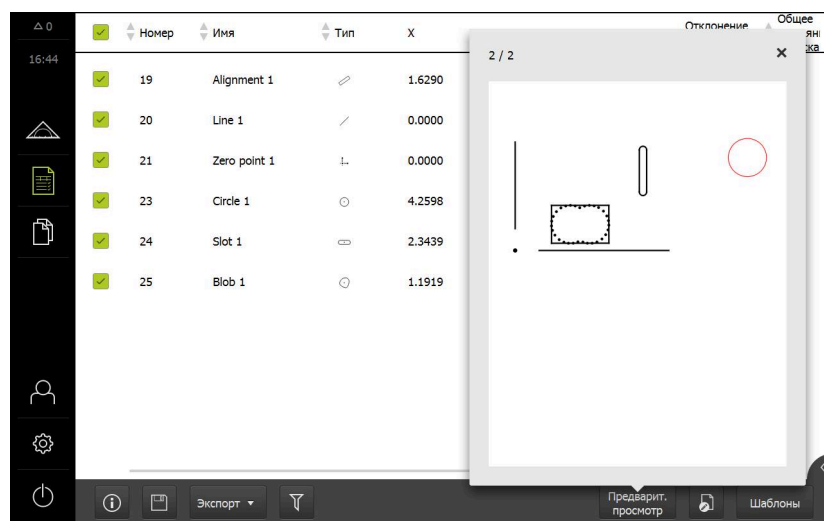 0
16:44
Номер
Имя
Тип
X
Отклонение
Общее
19 Alignment 1 1.6290
20 Line 1 0.0000
21 Zero point 1 0.0000
23 Circle 1 4.2598
24 Slot 1 2.3439
25 Blob 1 1.1919
2 / 2
Экспорт
Предварит.
просмотр
Шаблоны